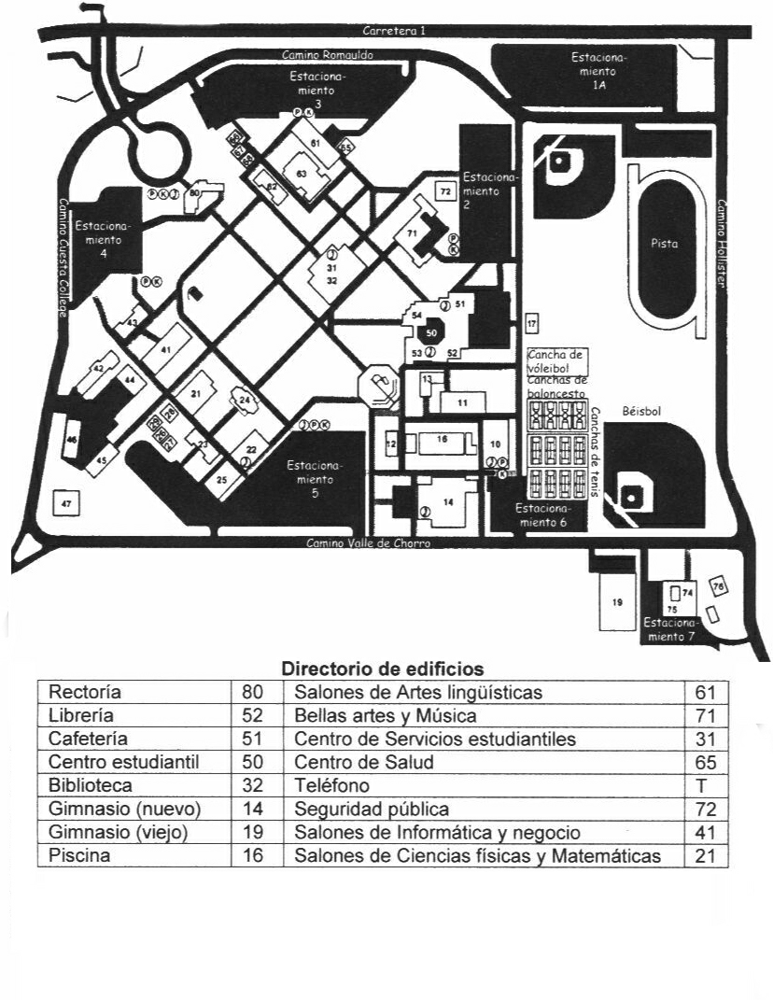 Carretera 1
Camino Romauldo
Estaciona-
miento
3
Estaciona-
miento
1A
P K
61
65
66
67
68
63
62
80
P K J
72
Estaciona-
miento
2
71
P
K
Camino Cuesta College
Estaciona-
miento
4
P K
J
31
32
Pista
Camino Hollister
43
41
54
J
51
50
53
J
52
17
42
44
21
24
13
11
Cancha de
vóleibol
Canchas de
baloncesto
Béisbol
Canchas de tenis
29
28
26
27
46
45
23
22
J
25
J P K
12
16
10
J P
K
47
Estaciona-
miento
5
14
J
Estaciona-
miento 6
Camino Valle de Chorro
19
74
75
76
Estaciona-
miento 7
Directorio de edificios
Rectoría 80 Salones de Artes lingüísticas 61
Librería 52 Bellas artes y Música 71
Cafetería 51 Centro de Servicios estudiantiles 31
Centro estudiantil 50 Centro de Salud 65
Biblioteca 32 Teléfono T
Gimnasio (nuevo) 14 Seguridad pública 72
Gimnasio (viejo) 19 Salones de Informática y negocio 41
Piscina 16 Salones de Ciencias físicas y Matemáticas 21